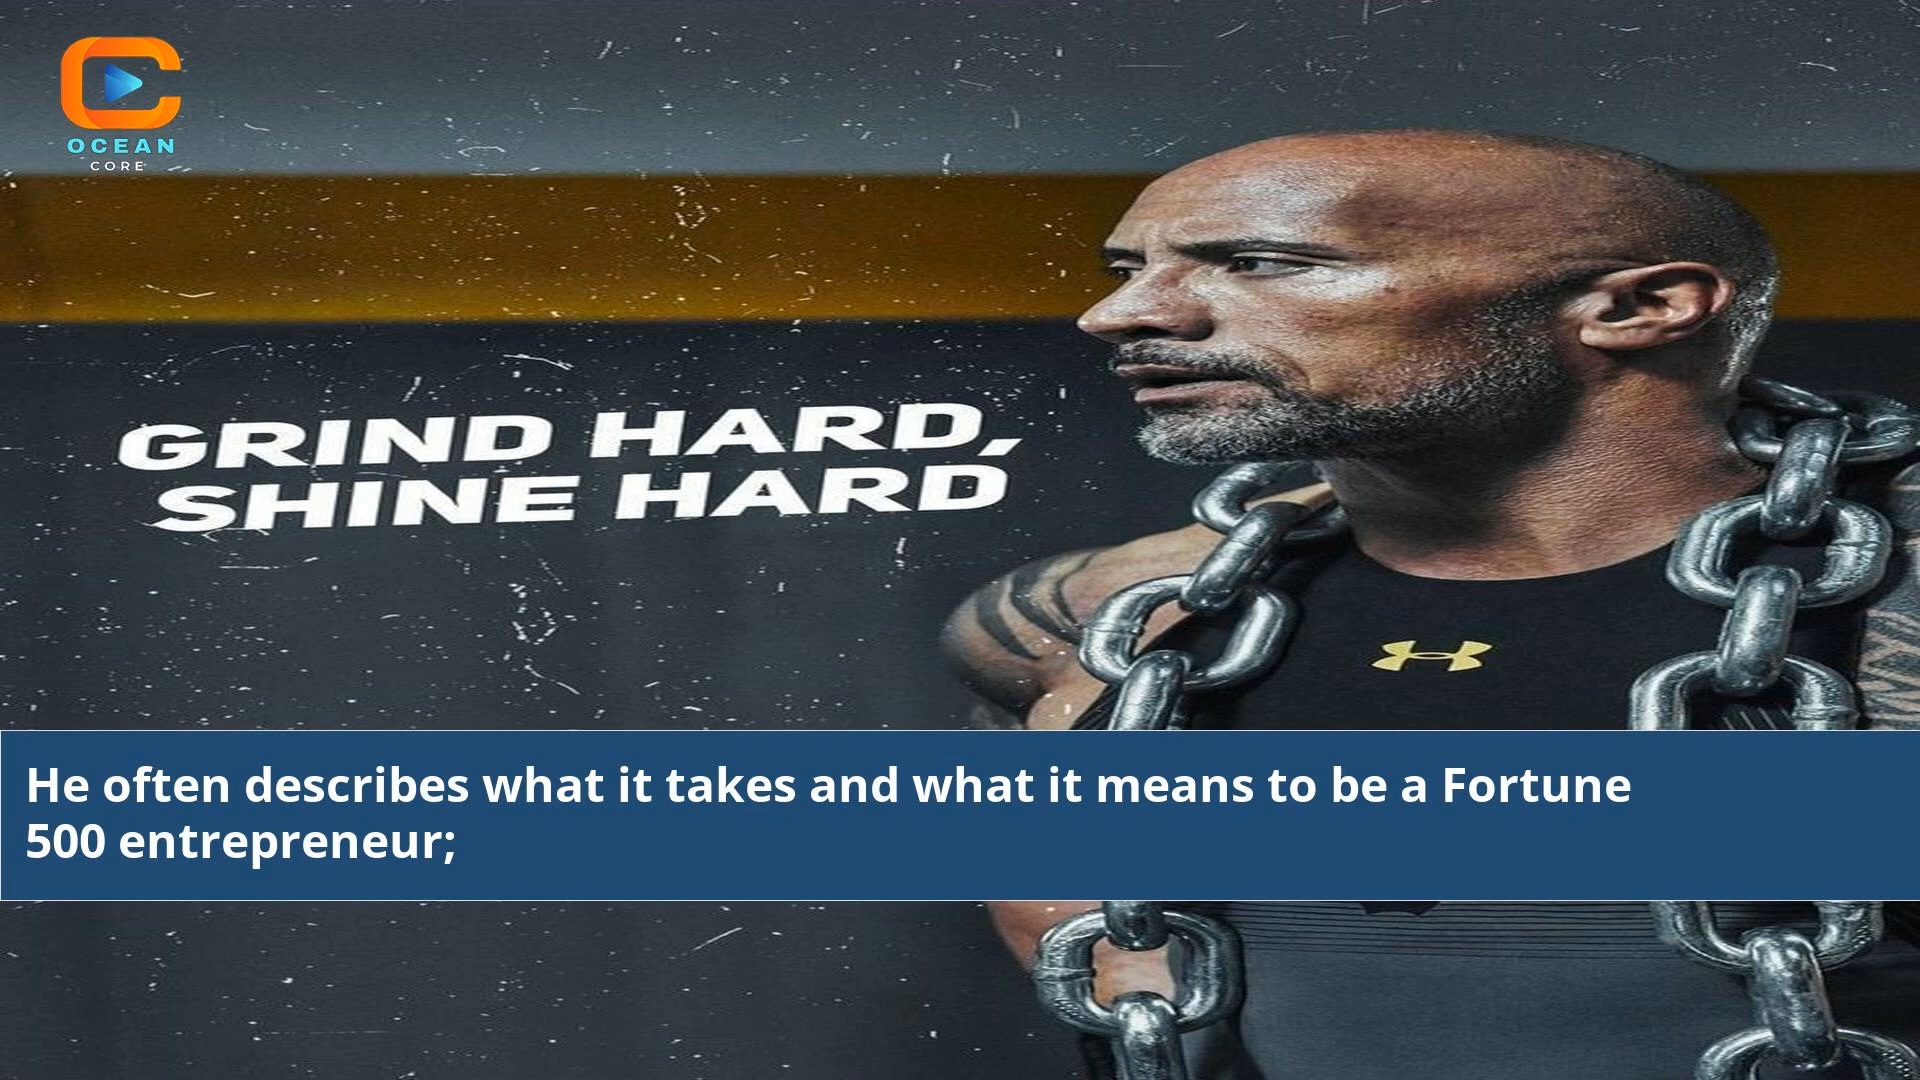 OCEAN
CORE
GRIND HARD,
SHINE HARD
He often describes what it takes and what it means to be a Fortune
500 entrepreneur;